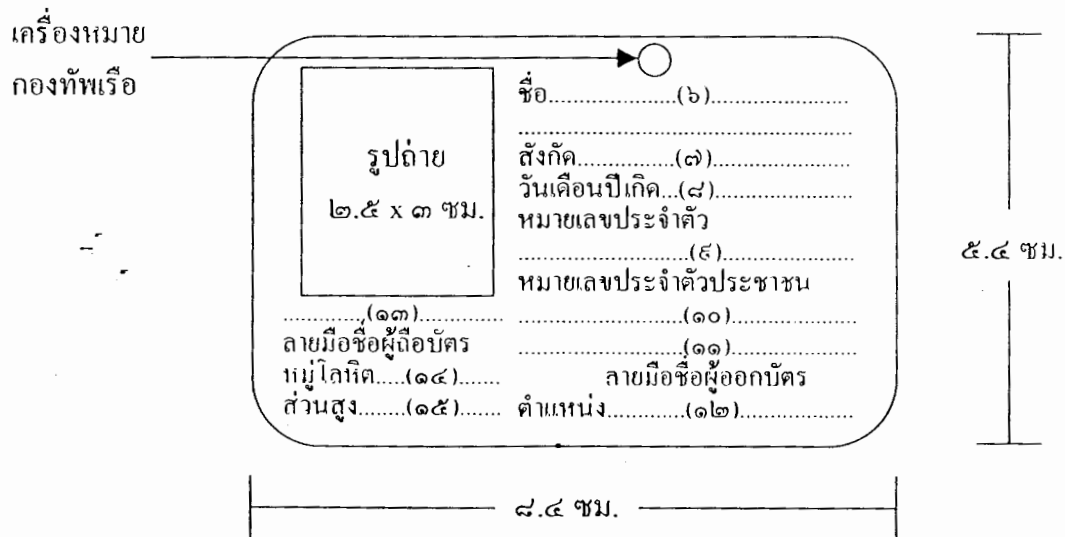 เครื่องหมาย
กองทัพเรือ
รูปถ่าย
๒.๕ x ๓ ซม.
ชื่อ......................(๖)......................
......................................................
สังกัด................(๗)......................
วันเดือนปีเกิด...(๘)......................
หมายเลขประจำตัว
............................(๙)......................
หมายเลขประจำตัวประชาชน
............................(๑๐)....................
............................(๑๑)....................
ลายมือชื่อผู้ออกบัตร
ตำแหน่ง.............(๑๒)...................
.............(๑๓)..............
ลายมือชื่อผู้ถือบัตร
หมู่โลหิต.....(๑๔).......
ส่วนสูง........(๑๕).......
๕.๔ ซม.
๘.๔ ซม.